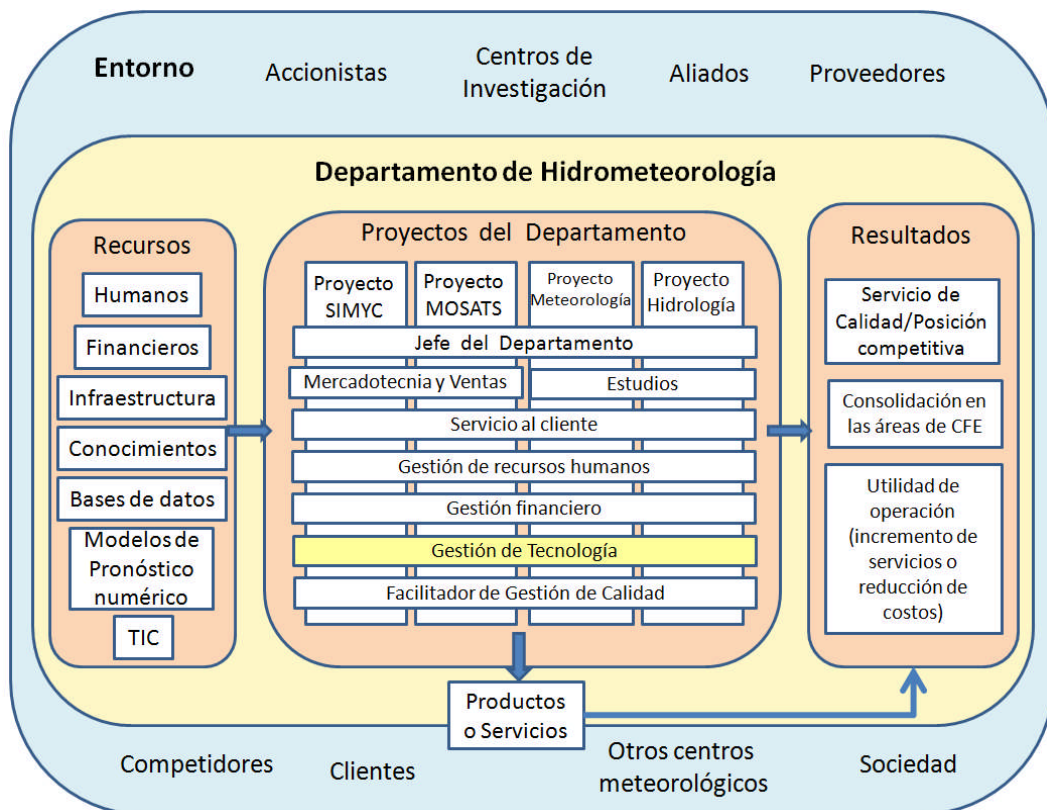 Entorno
Accionistas
Centros de
Investigación
Aliados
Proveedores
Departamento de Hidrometeorología
Recursos
Humanos
Financieros
Infraestructura
Conocimientos
Bases de datos
Modelos de
Pronóstico
numérico
TIC
Proyectos del Departamento
Proyecto
SIMYC
Proyecto
MOSATS
Proyecto
Meteorología
Proyecto
Hidrología
Jefe del Departamento
Mercadotecnia y Ventas
Estudios
Servicio al cliente
Gestión de recursos humanos
Gestión financiero
Gestión de Tecnología
Facilitador de Gestión de Calidad
Resultados
Servicio de
Calidad/Posición
competitiva
Consolidación en
las áreas de CFE
Utilidad de
operación
(incremento de
servicios o
reducción de
costos)
Productos
o Servicios
Competidores
Clientes
Otros centros
meteorológicos
Sociedad